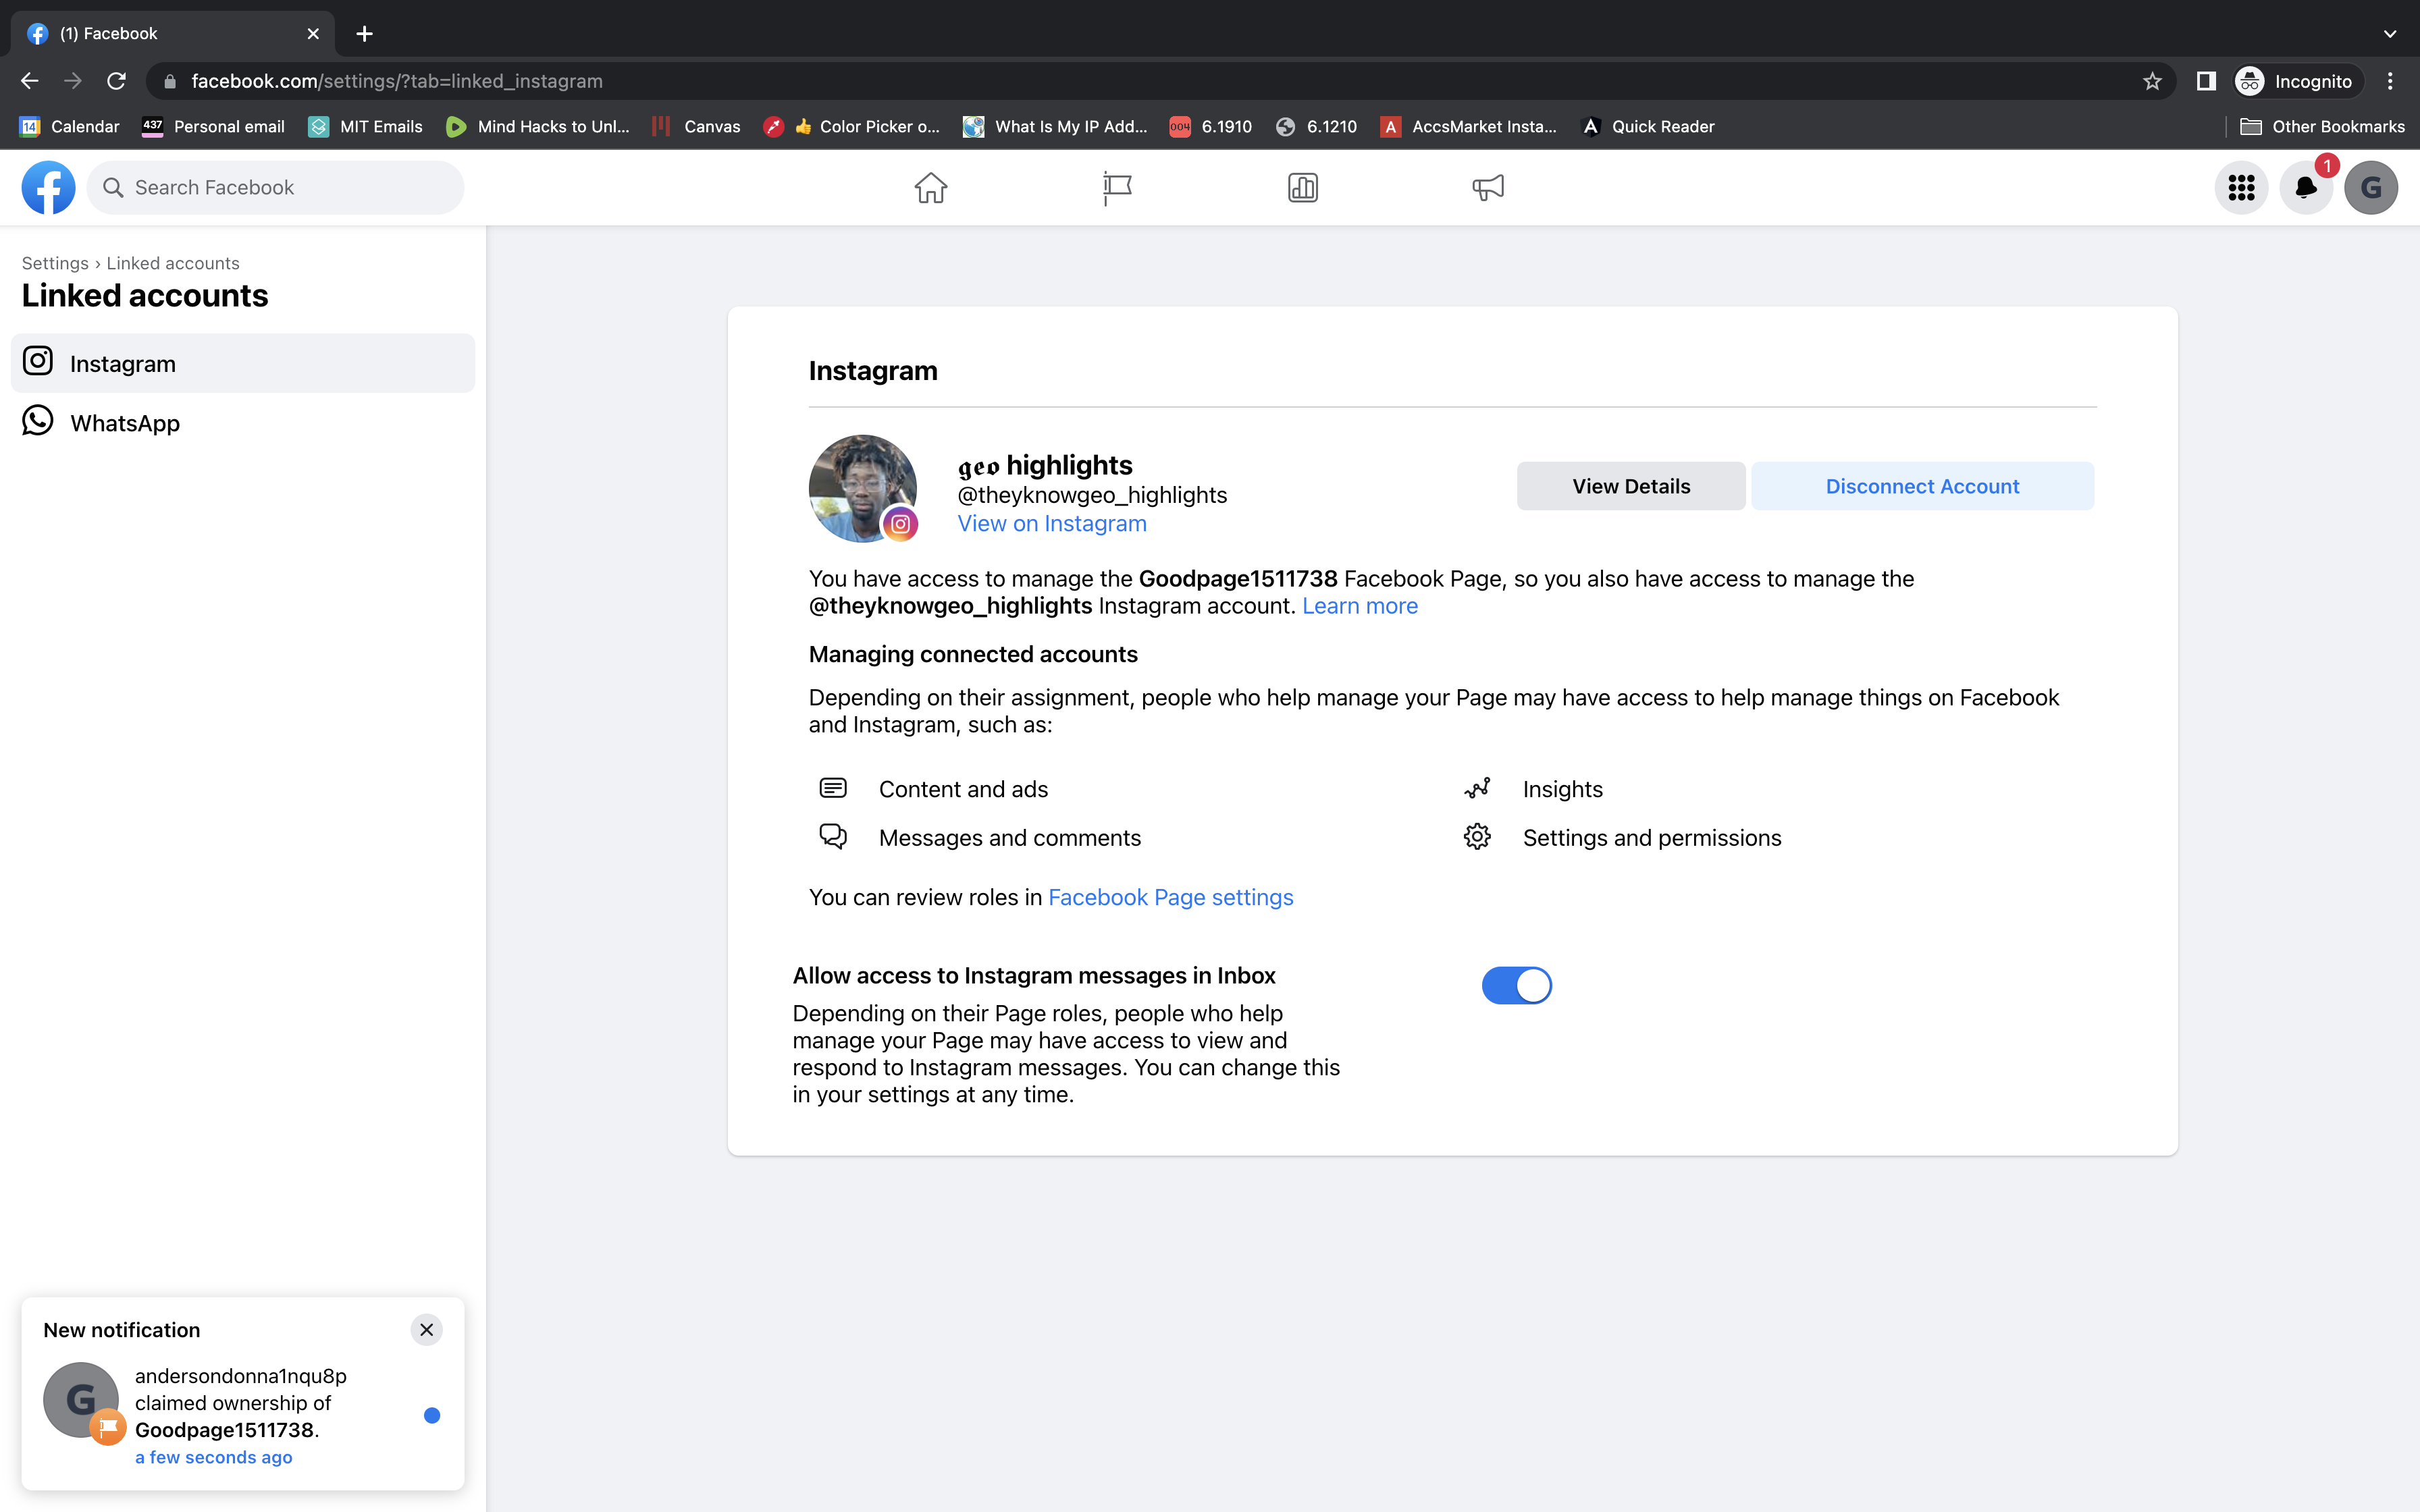 (1) Facebook
facebook.com/settings/?tab=linked_instagram
Incognito
14 Calendar
437 Personal email
MIT Emails
Mind Hacks to Unl...
Canvas
👍 Color Picker o...
What Is My IP Add...
004 6.1910
6.1210
A AccsMarket Insta...
Quick Reader
Other Bookmarks
Search Facebook
1
G
Settings › Linked accounts
Linked accounts
Instagram
WhatsApp
Instagram
𝖌𝖊𝖔 highlights
@theyknowgeo_highlights
View on Instagram
View Details
Disconnect Account
You have access to manage the Goodpage1511738 Facebook Page, so you also have access to manage the
@theyknowgeo_highlights Instagram account. Learn more
Managing connected accounts
Depending on their assignment, people who help manage your Page may have access to help manage things on Facebook
and Instagram, such as:
Content and ads
Insights
Messages and comments
Settings and permissions
You can review roles in Facebook Page settings
Allow access to Instagram messages in Inbox
Depending on their Page roles, people who help
manage your Page may have access to view and
respond to Instagram messages. You can change this
in your settings at any time.
New notification
G
andersondonna1nqu8p
claimed ownership of
Goodpage1511738.
a few seconds ago